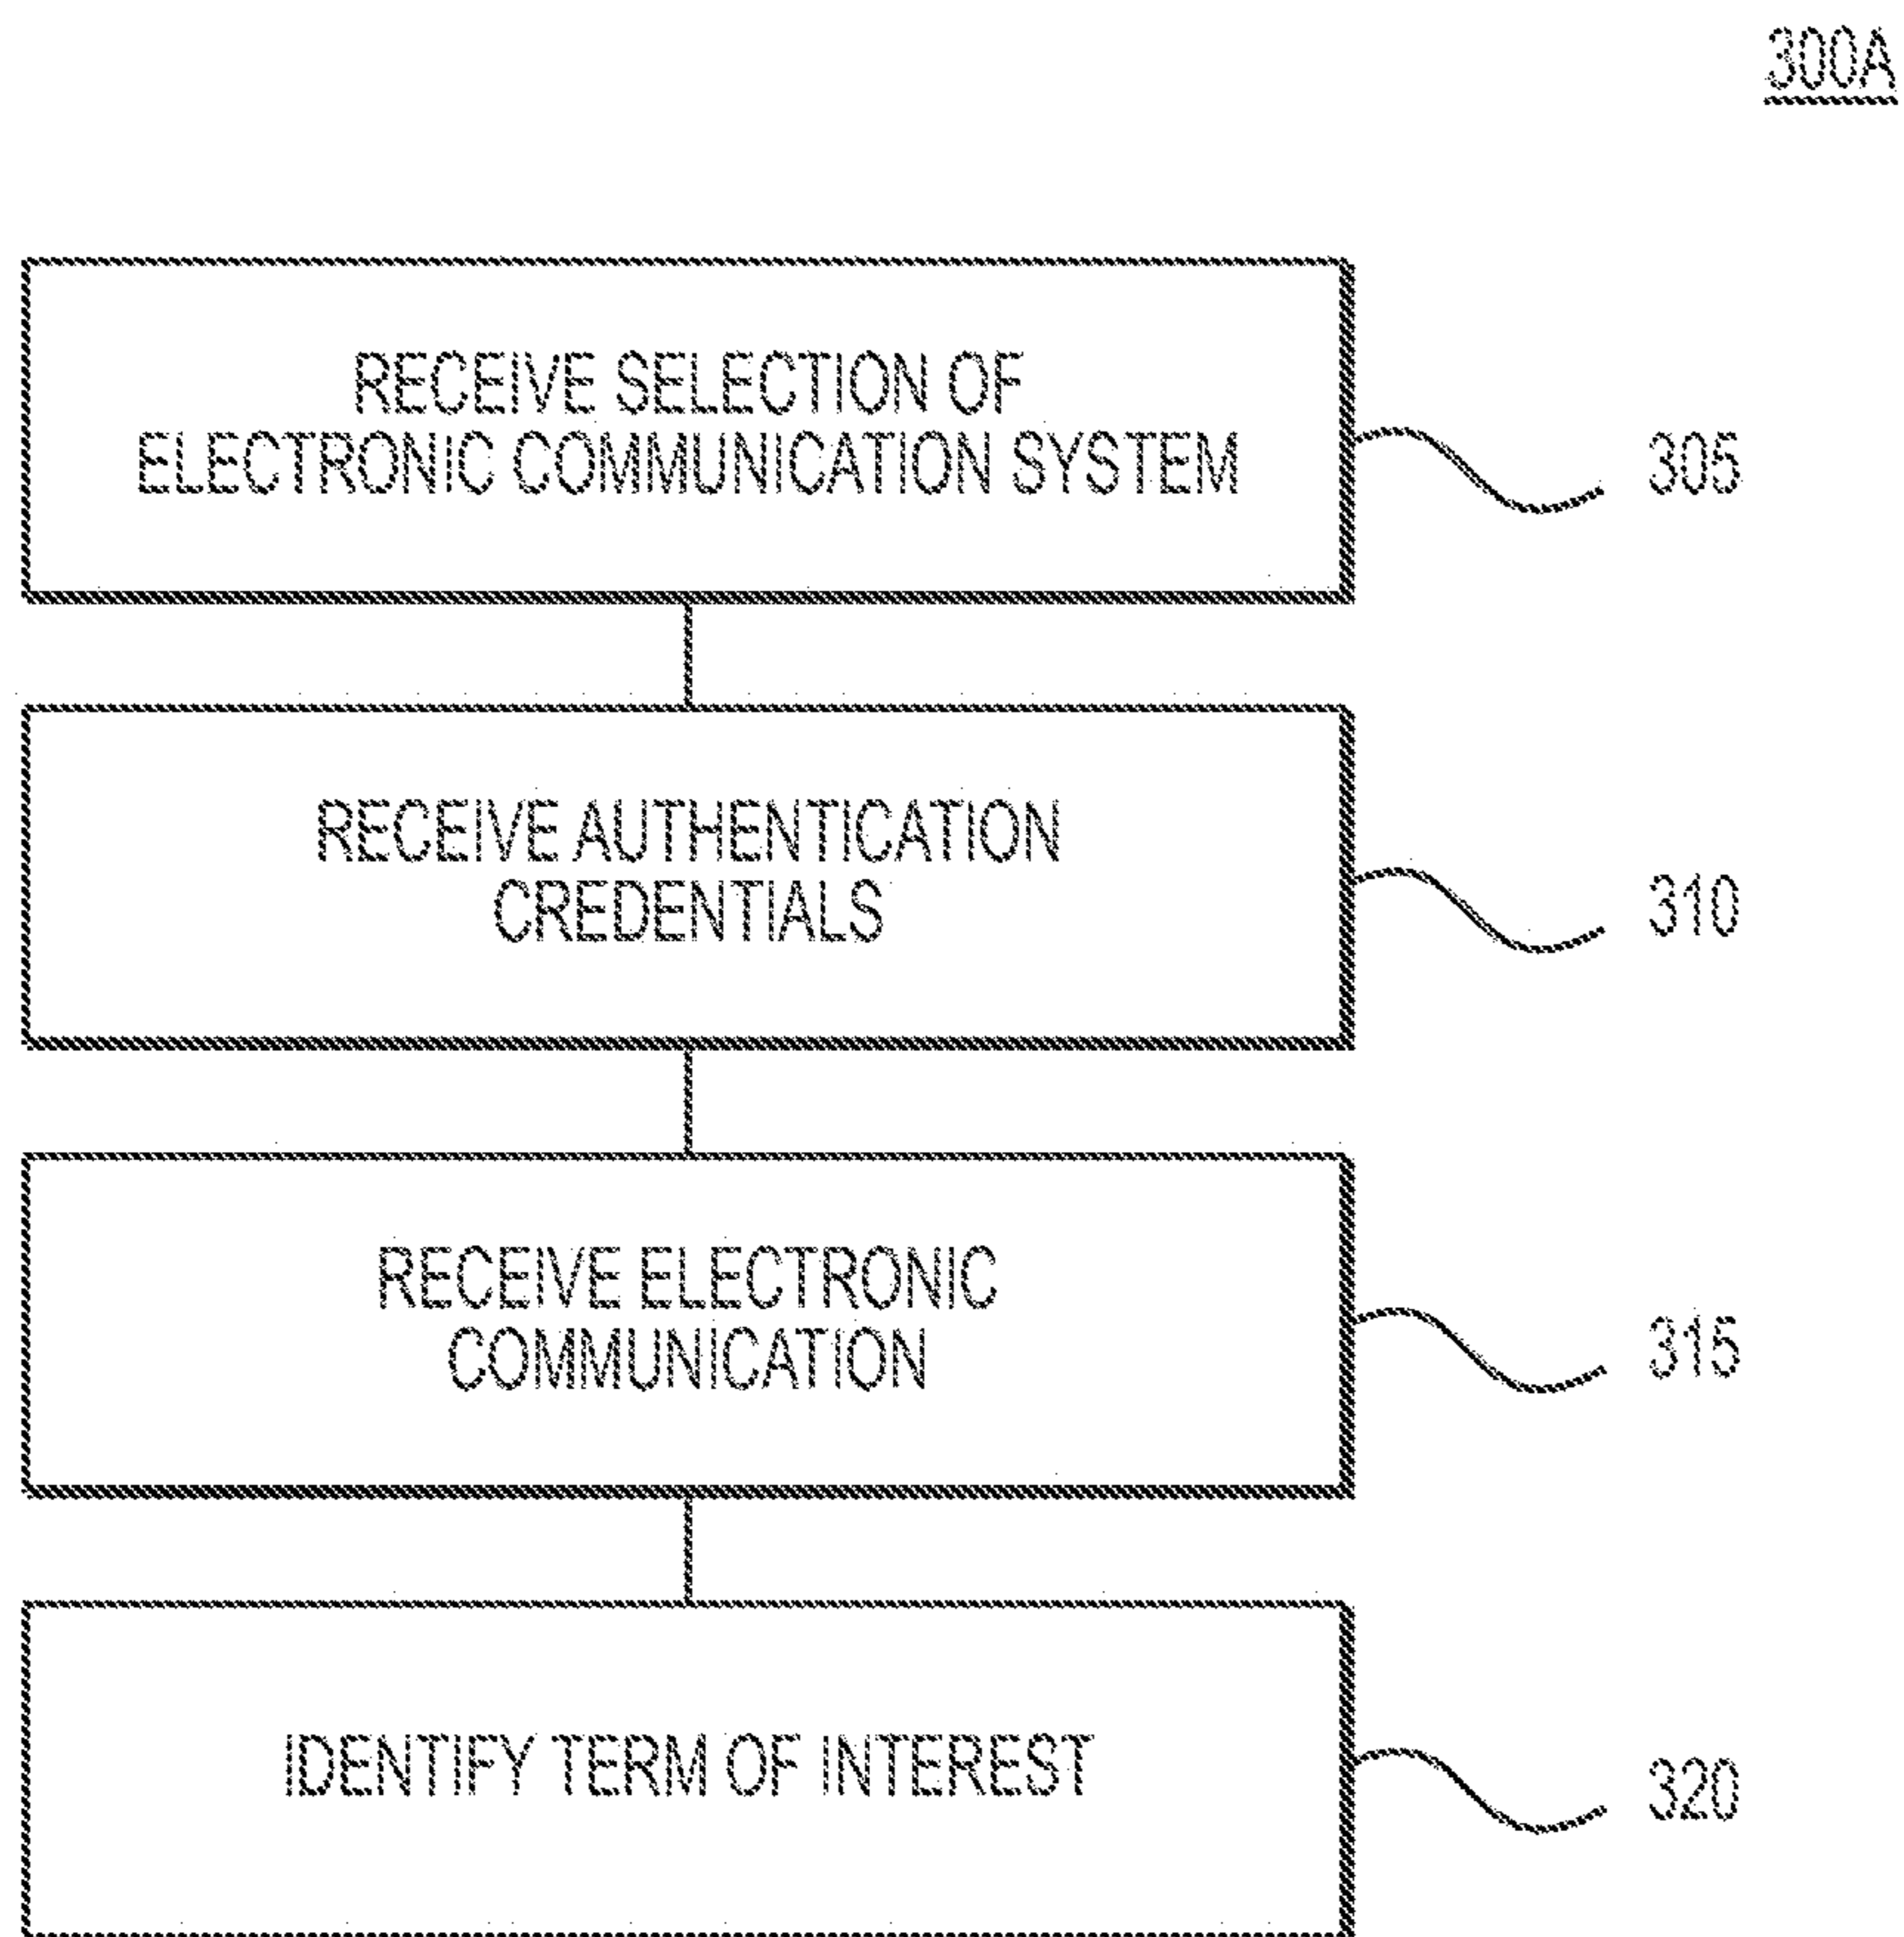 300A
RECEIVE SELECTION OF
ELECTRONIC COMMUNICATION SYSTEM
305
RECEIVE AUTHENTICATION
CREDENTIALS
310
RECEIVE ELECTRONIC
COMMUNICATION
315
IDENTIFY TERM OF INTEREST
320